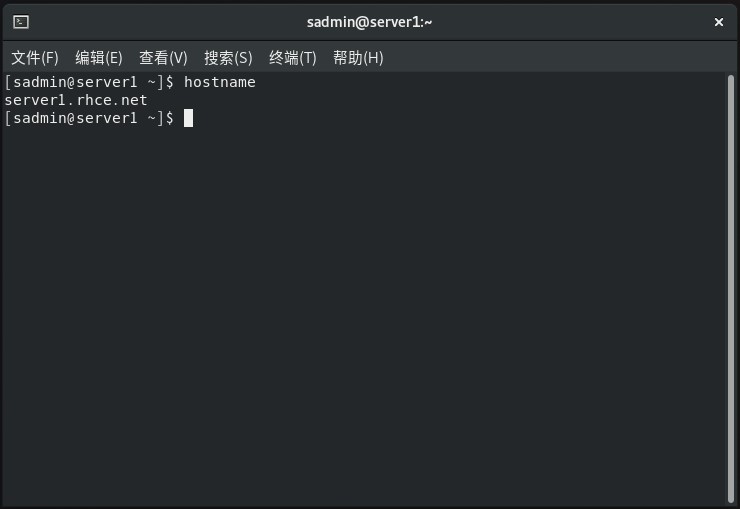 sadmin@server1:~
文件(F) 编辑(E) 查看(V) 搜索(S) 终端(T) 帮助(H)
[sadmin@server1 ~]$ hostname
server1.rhce.net
[sadmin@server1 ~]$